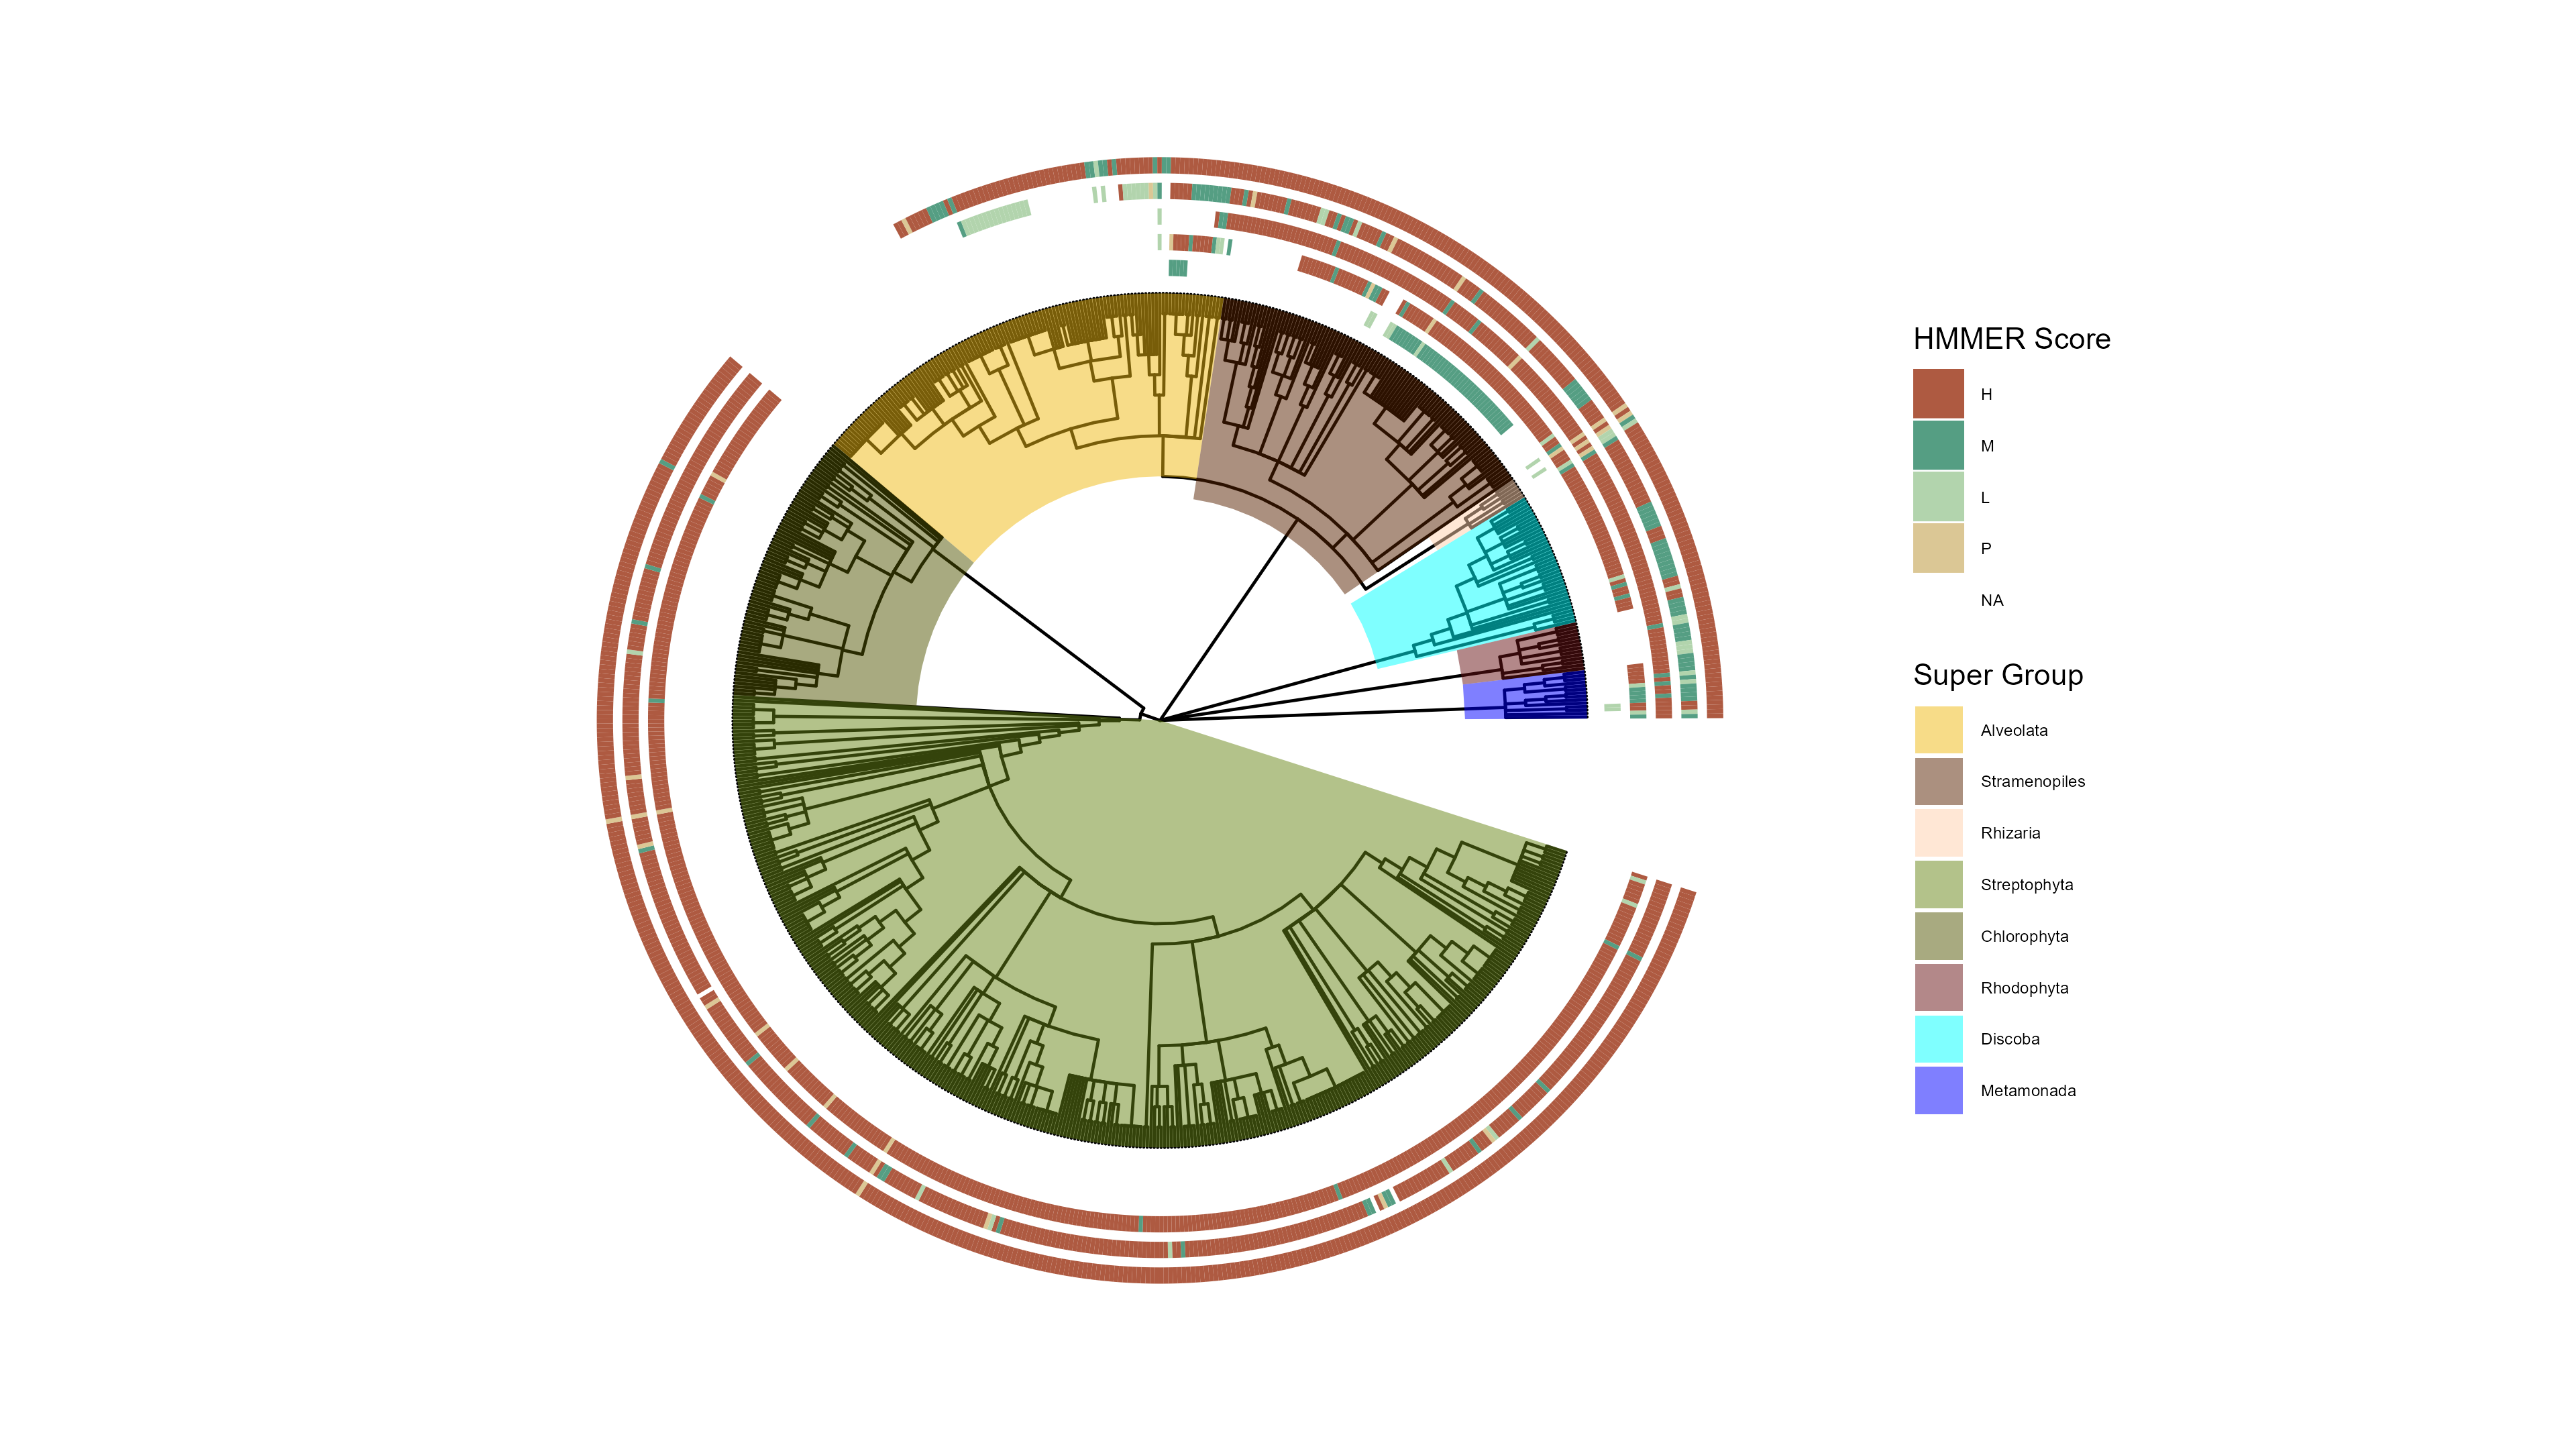 HMMER Score
H
M
L
P
NA
Super Group
Alveolata
Stramenopiles
Rhizaria
Streptophyta
Chlorophyta
Rhodophyta
Discoba
Metamonada